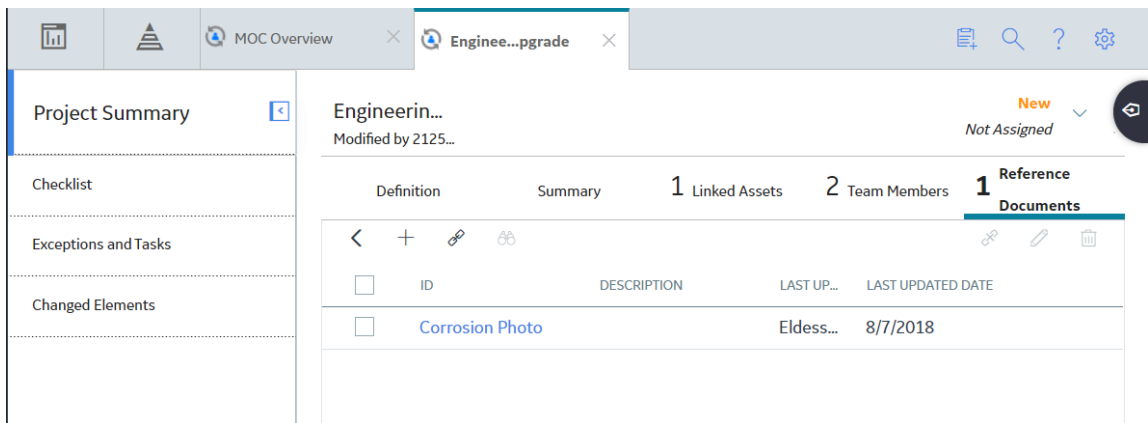 MOC Overview
Enginee...pgrade
Project Summary
Checklist
Exceptions and Tasks
Changed Elements
Engineerin...
Modified by 2125...
New
Not Assigned
Definition
Summary
1 Linked Assets
2 Team Members
1 Reference
Documents
ID DESCRIPTION LAST UP... LAST UPDATED DATE
Corrosion Photo Eldess... 8/7/2018